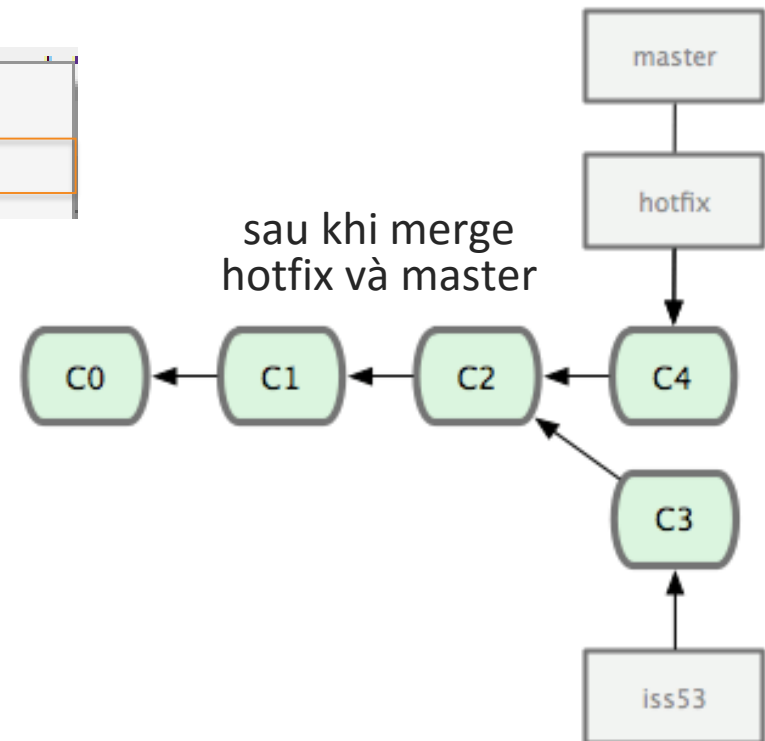 master
hotfix
sau khi merge
hotfix và master
C0
C1
C2
C4
C3
iss53